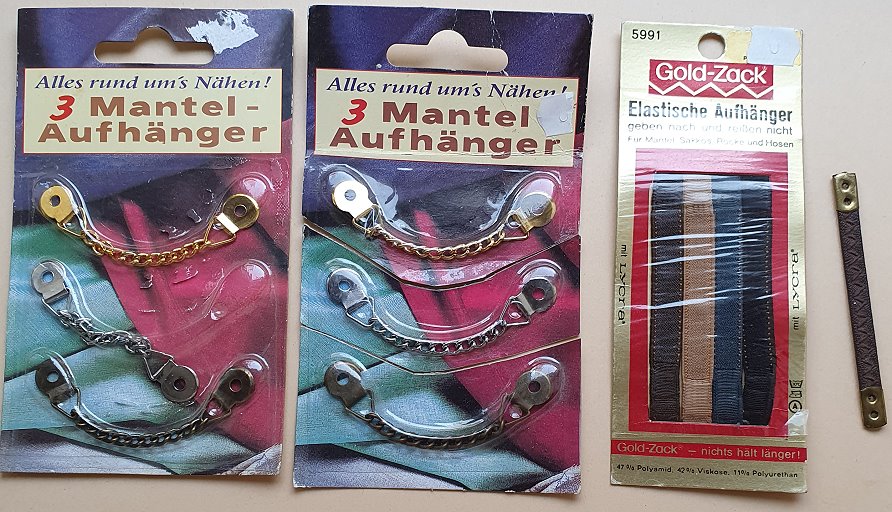 Alles rund um's Nähen!
3 Mantel-
Aufhänger
Alles rund um's Nähen!
3 Mantel
Aufhänger
5991
Gold-Zack®
Elastische Aufhänger
geben nach und reißen nicht
Für Mäntel, Sakkos, Röcke und Hosen
mit LYCRA®
mit LYCRA®
Gold-Zack® – nichts hält länger!
47% Polyamid, 42% Viskose, 11% Polyurethan